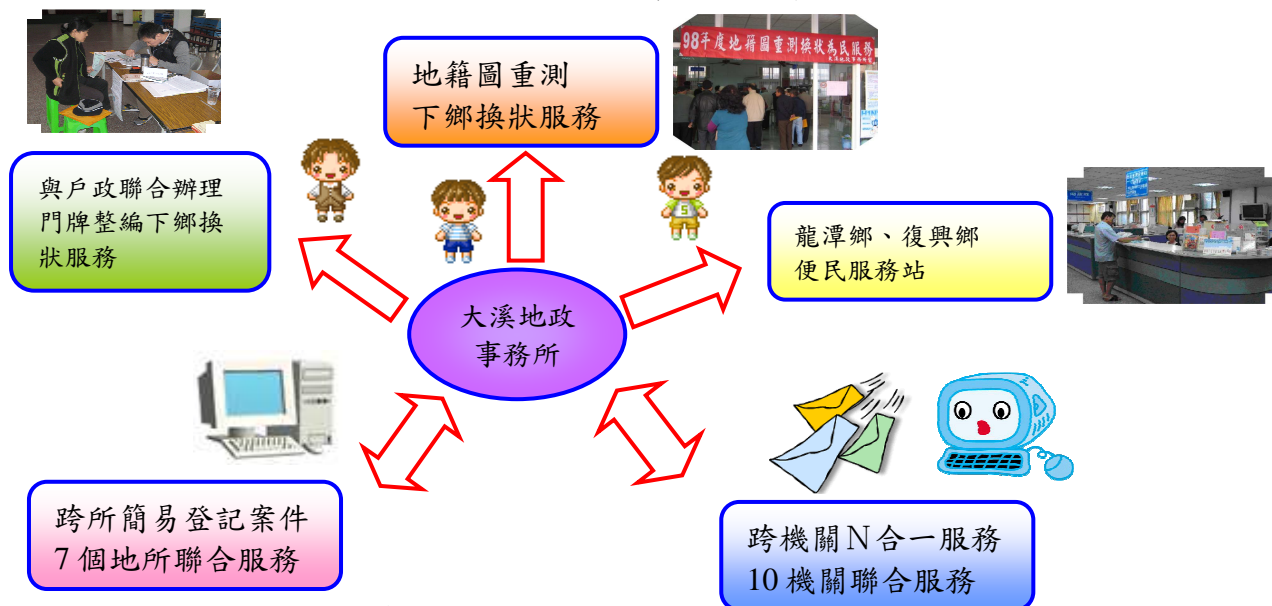 98年度地籍圖重測換狀為民服務
地籍圖重測
下鄉換狀服務
與戶政聯合辦理
門牌整編下鄉換
狀服務
龍潭鄉、復興鄉
便民服務站
大溪地政
事務所
跨所簡易登記案件
7個地所聯合服務
跨機關N合一服務
10機關聯合服務